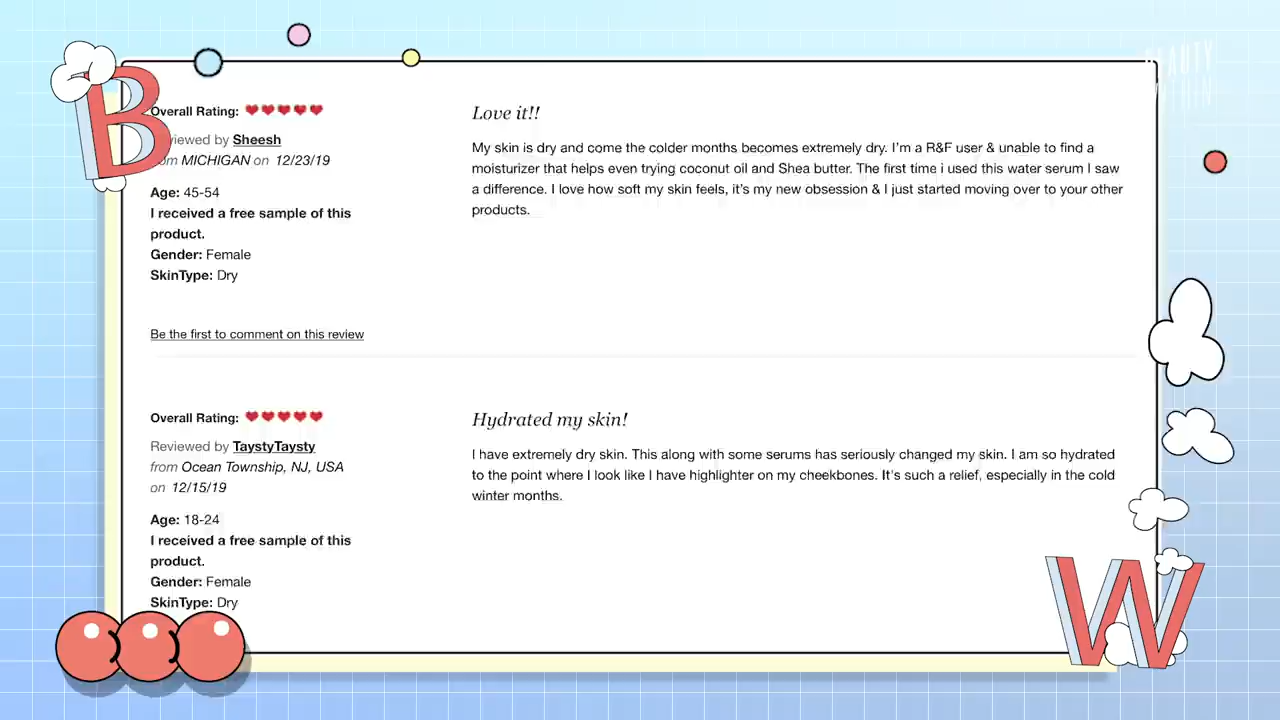 B
BEAUTY
WITHIN
Overall Rating:
Reviewed by Sheesh
from MICHIGAN on 12/23/19
Age: 45-54
I received a free sample of this
product.
Gender: Female
SkinType: Dry
Be the first to comment on this review
Love it!!
My skin is dry and come the colder months becomes extremely dry. I'm a R&F user & unable to find a
moisturizer that helps even trying coconut oil and Shea butter. The first time i used this water serum I saw
a difference. I love how soft my skin feels, it's my new obsession & I just started moving over to your other
products.
Overall Rating:
Reviewed by TaystyTaysty
from Ocean Township, NJ, USA
on 12/15/19
Age: 18-24
I received a free sample of this
product.
Gender: Female
SkinType: Dry
Hydrated my skin!
I have extremely dry skin. This along with some serums has seriously changed my skin. I am so hydrated
to the point where I look like I have highlighter on my cheekbones. It's such a relief, especially in the cold
winter months.
W